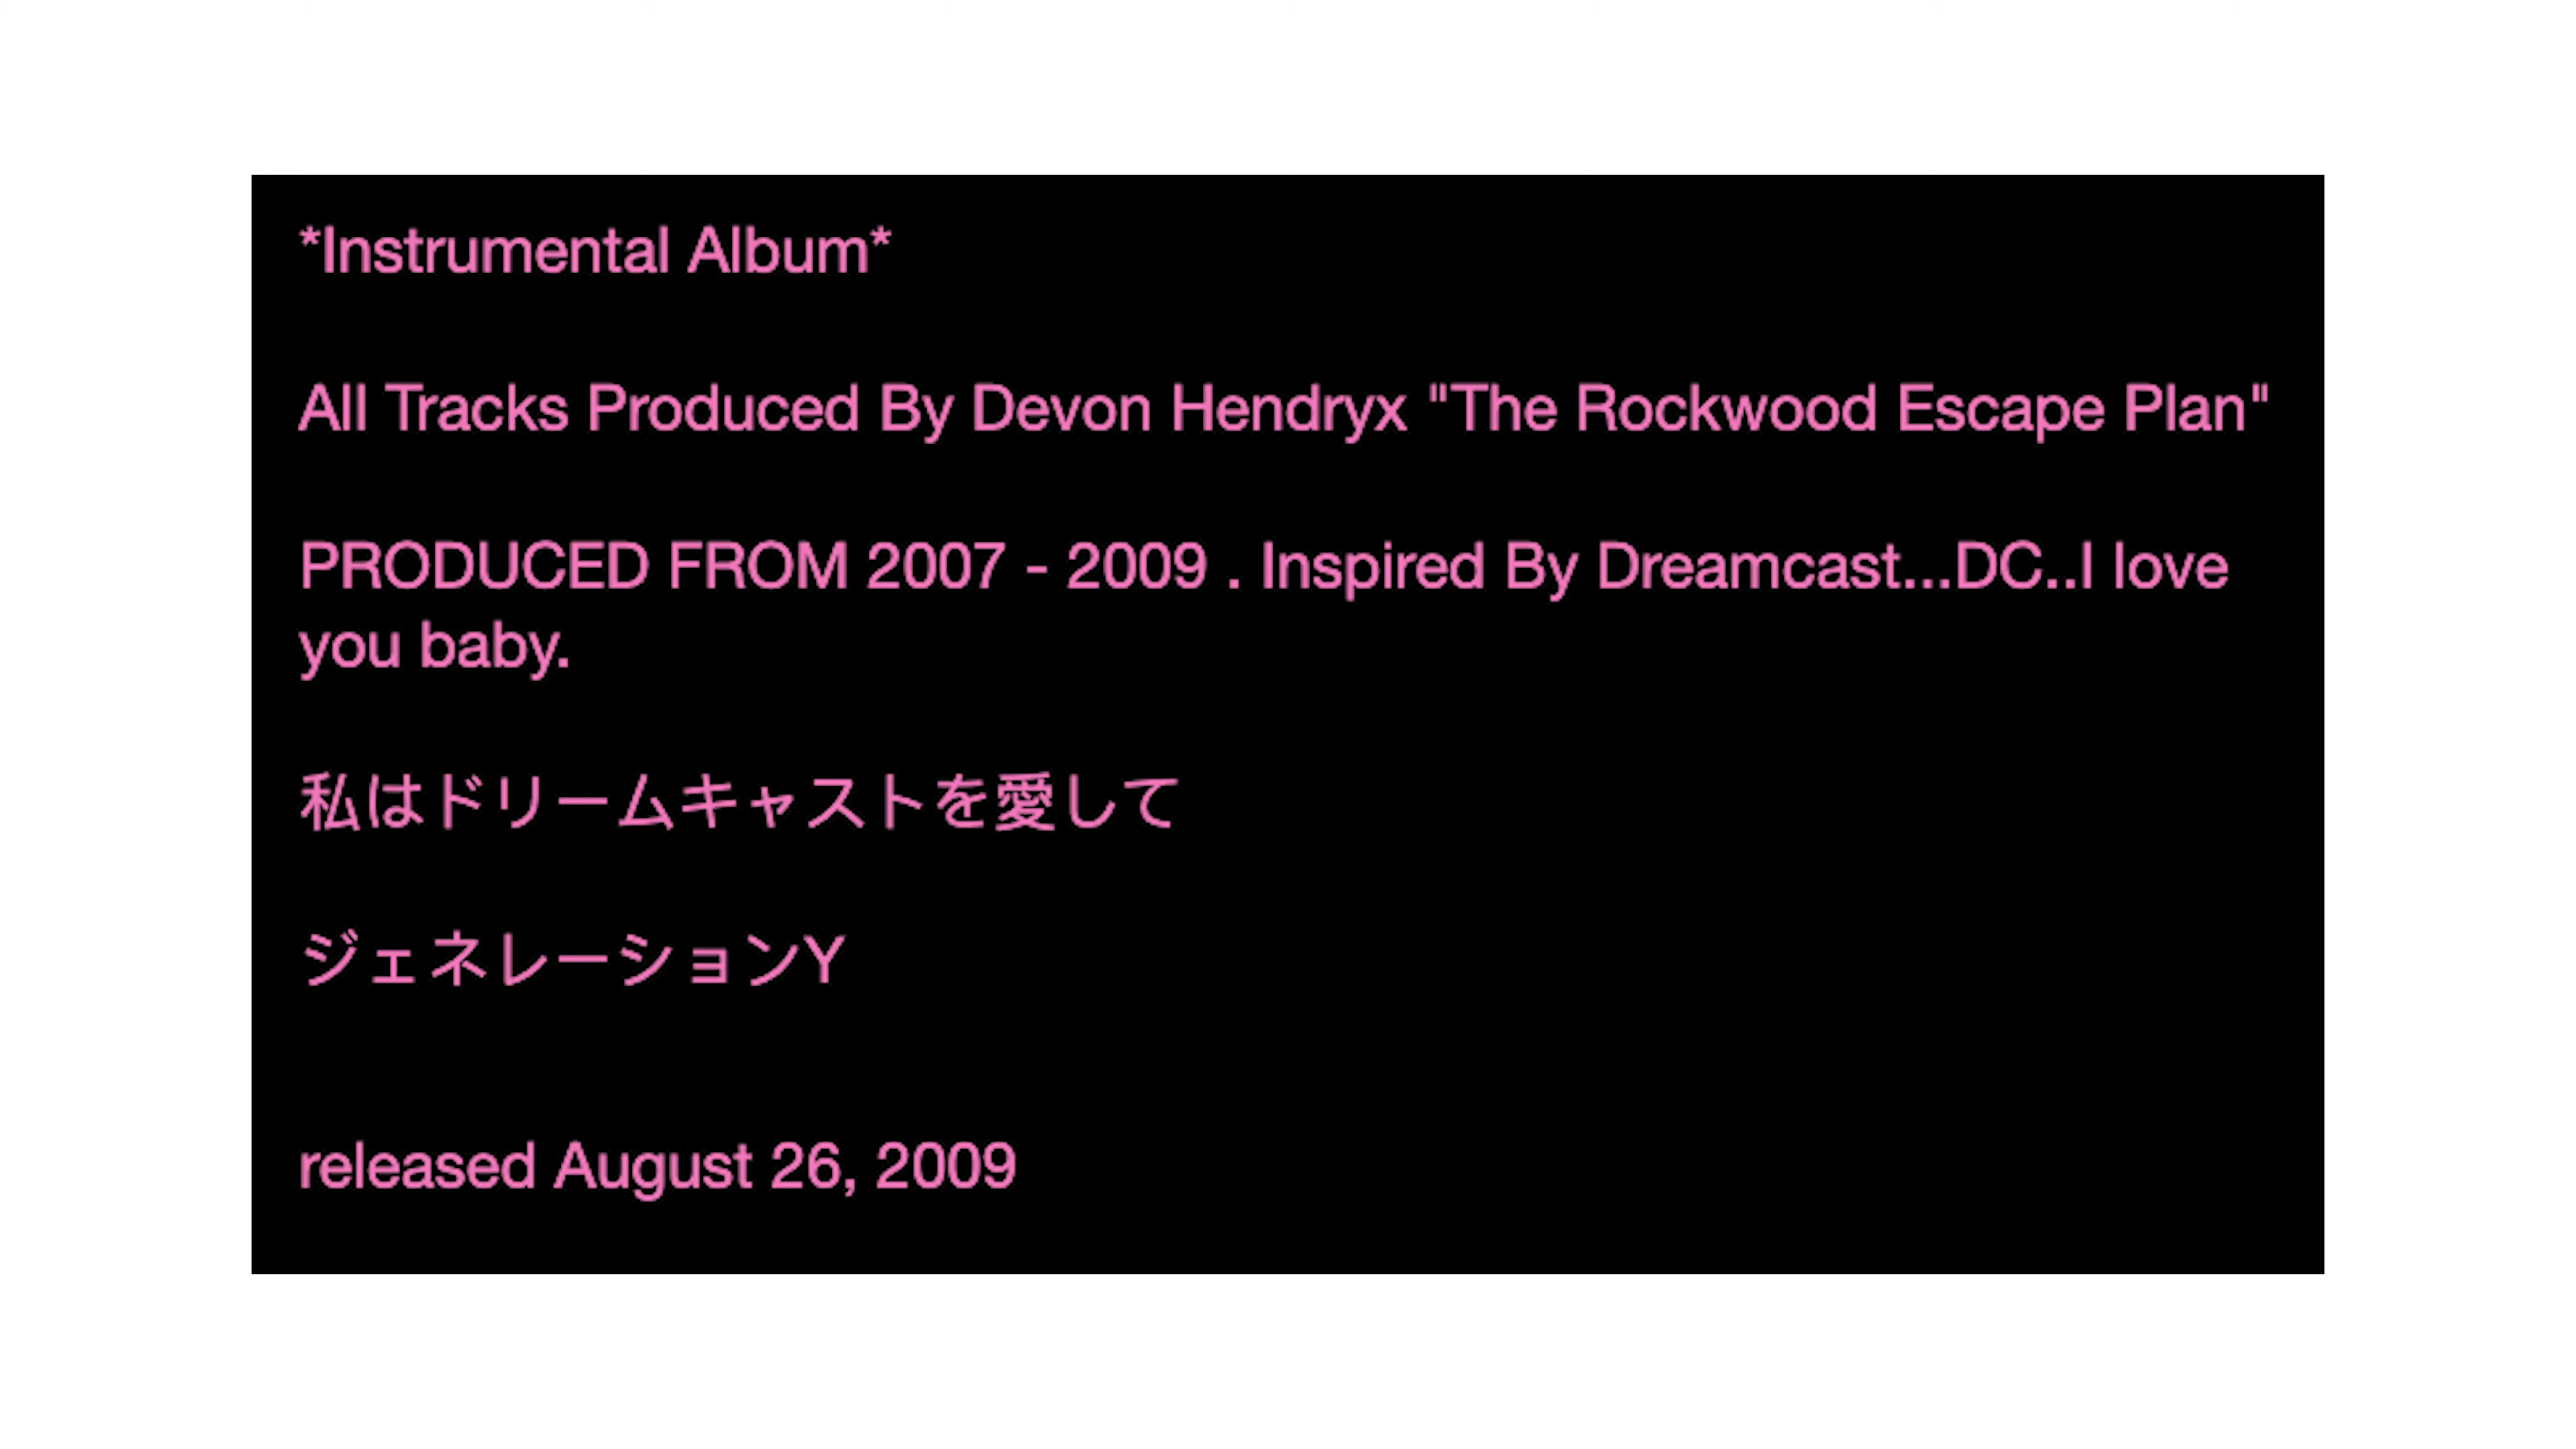 *Instrumental Album*
All Tracks Produced By Devon Hendryx "The Rockwood Escape Plan"
PRODUCED FROM 2007 - 2009 . Inspired By Dreamcast...DC..I love
you baby.
私はドリームキャストを愛して
ジェネレーションY
released August 26, 2009